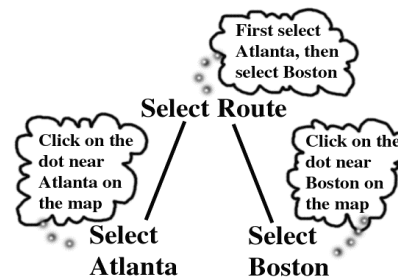 First select
Atlanta, then
select Boston
Select Route
Click on the
dot near
Atlanta on
the map
Click on the
dot near
Boston on
the map
Select
Atlanta
Select
Boston